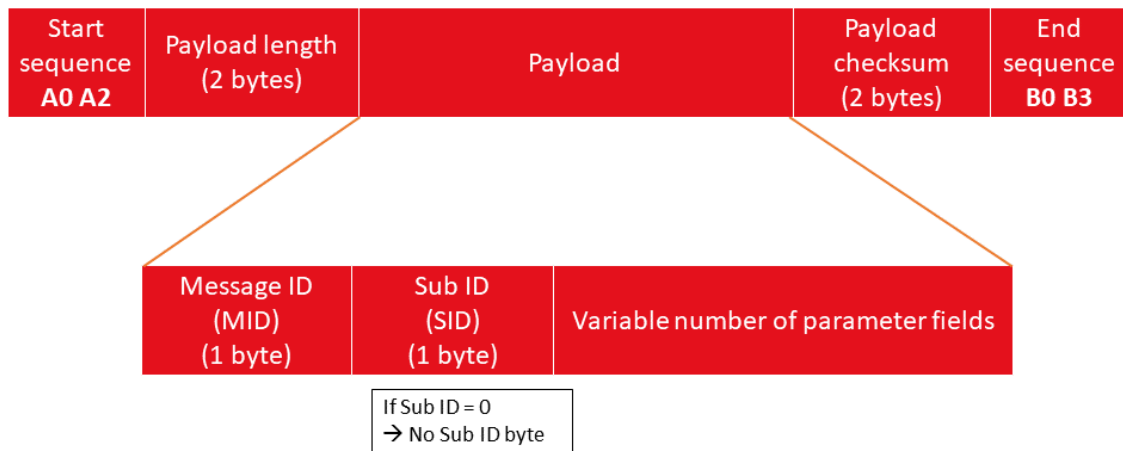 Start
sequence
A0 A2
Payload length
(2 bytes)
Payload
Payload
checksum
(2 bytes)
End
sequence
B0 B3
Message ID
(MID)
(1 byte)
Sub ID
(SID)
(1 byte)
Variable number of parameter fields
If Sub ID = 0
→ No Sub ID byte